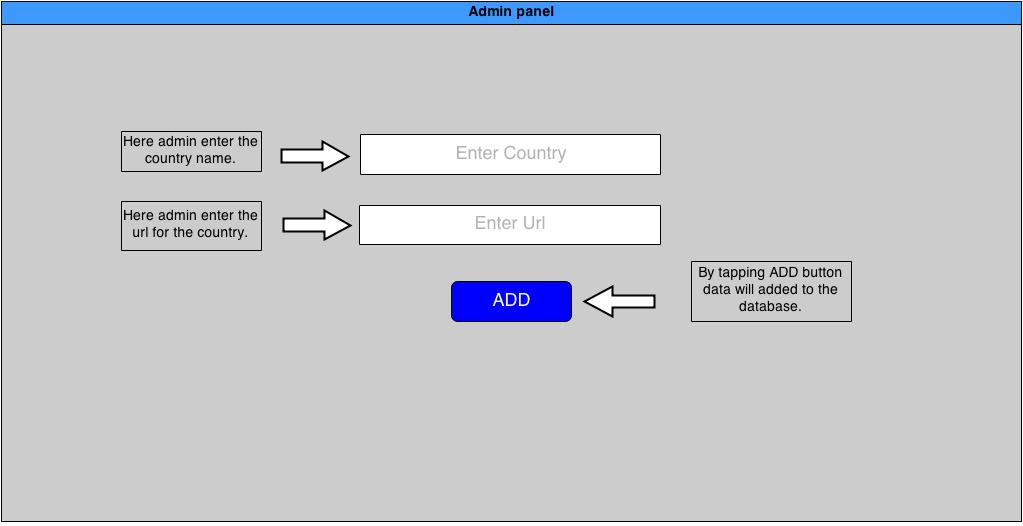 Admin panel
Here admin enter the
country name.
Enter Country
Here admin enter the
url for the country.
Enter Url
ADD
By tapping ADD button
data will added to the
database.